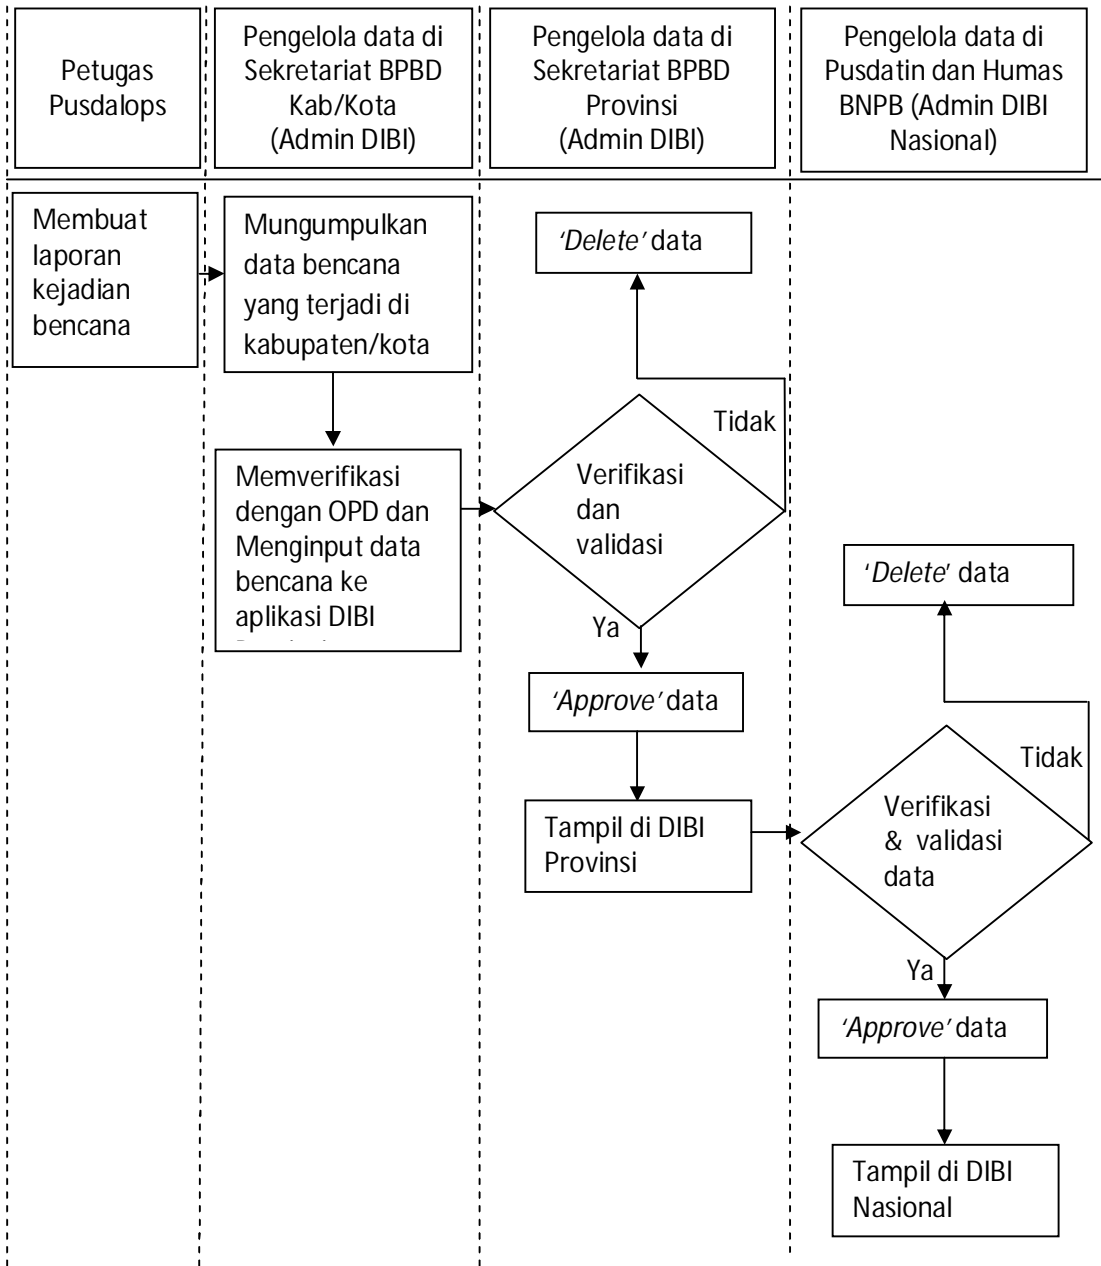 Petugas
Pusdalops
Pengelola data di
Sekretariat BPBD
Kab/Kota
(Admin DIBI)
Pengelola data di
Sekretariat BPBD
Provinsi
(Admin DIBI)
Pengelola data di
Pusdatin dan Humas
BNPB (Admin DIBI
Nasional)
Membuat
laporan
kejadian
bencana
Mungumpulkan
data bencana
yang terjadi di
kabupaten/kota
Memverifikasi
dengan OPD dan
Menginput data
bencana ke
aplikasi DIBI
'Delete' data
Tidak
Verifikasi
dan
validasi
Ya
'Approve' data
Tampil di DIBI
Provinsi
'Delete' data
Tidak
Verifikasi
& validasi
data
Ya
'Approve' data
Tampil di DIBI
Nasional